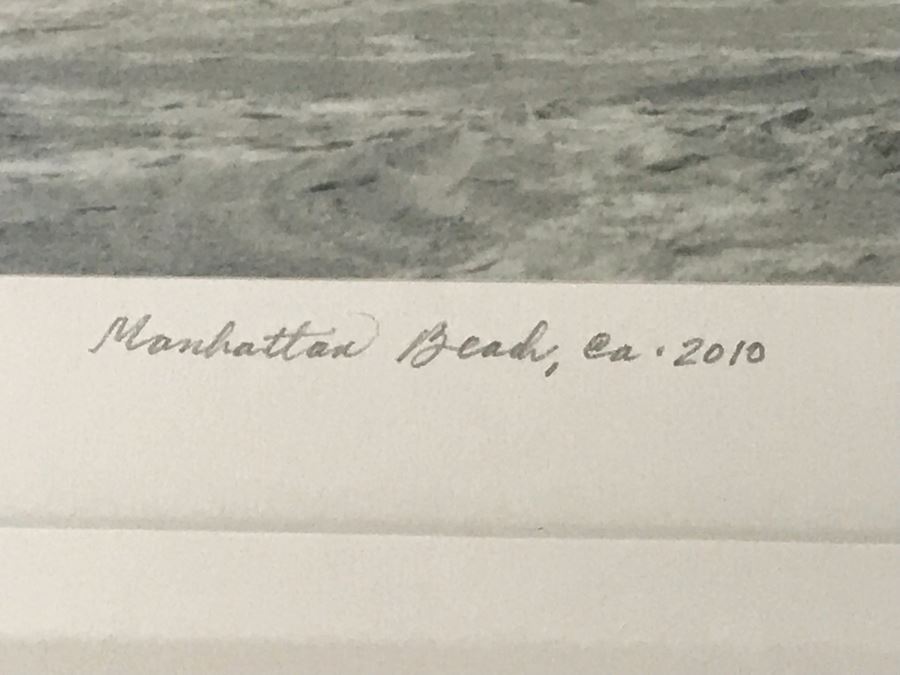 Manhattan Beach, Ca · 2010